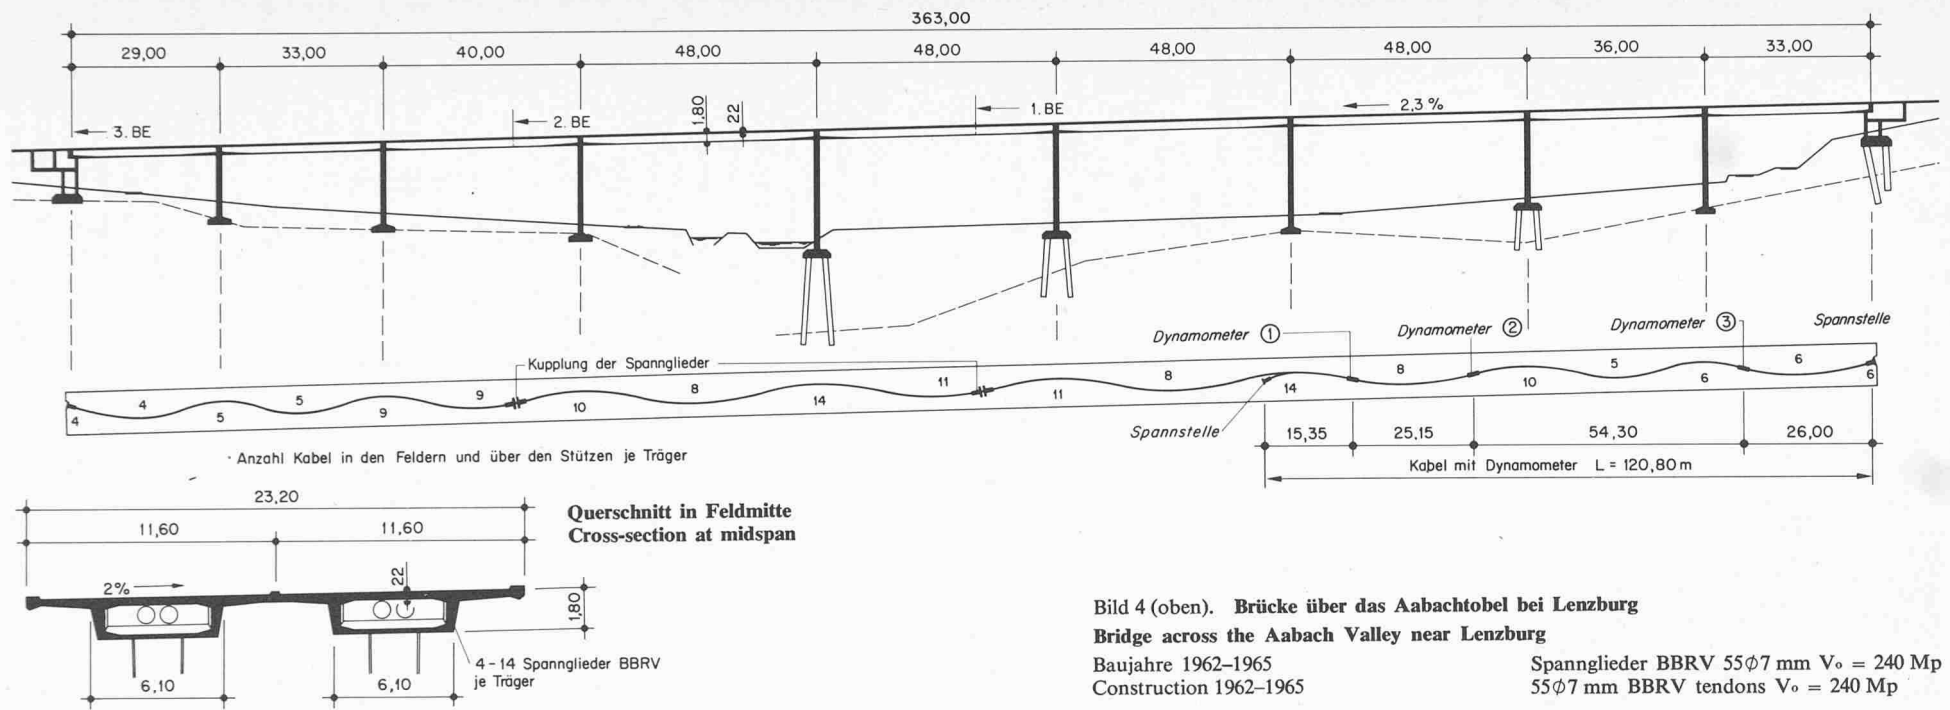 363,00
29,00 33,00 40,00 48,00 48,00 48,00 48,00 36,00 33,00
3. BE 2. BE 1,80 22 1. BE 2,3 %
Dynamometer 1 Dynamometer 2 Dynamometer 3 Spannstelle
Kupplung der Spannglieder
4 4 5 5 9 9 10 8 14 11 11 8 14 8 10 5 6 6 6
Spannstelle
15,35 25,15 54,30 26,00
Kabel mit Dynamometer L = 120,80 m
Anzahl Kabel in den Feldern und über den Stützen je Träger
23,20
11,60 11,60
Querschnitt in Feldmitte
Cross-section at midspan
2% 22 1,80
4 - 14 Spannglieder BBRV
je Träger
6,10 6,10
Bild 4 (oben). Brücke über das Aabachtobel bei Lenzburg
Bridge across the Aabach Valley near Lenzburg
Baujahre 1962–1965
Construction 1962–1965
Spannglieder BBRV 55∅7 mm Vo = 240 Mp
55∅7 mm BBRV tendons Vo = 240 Mp